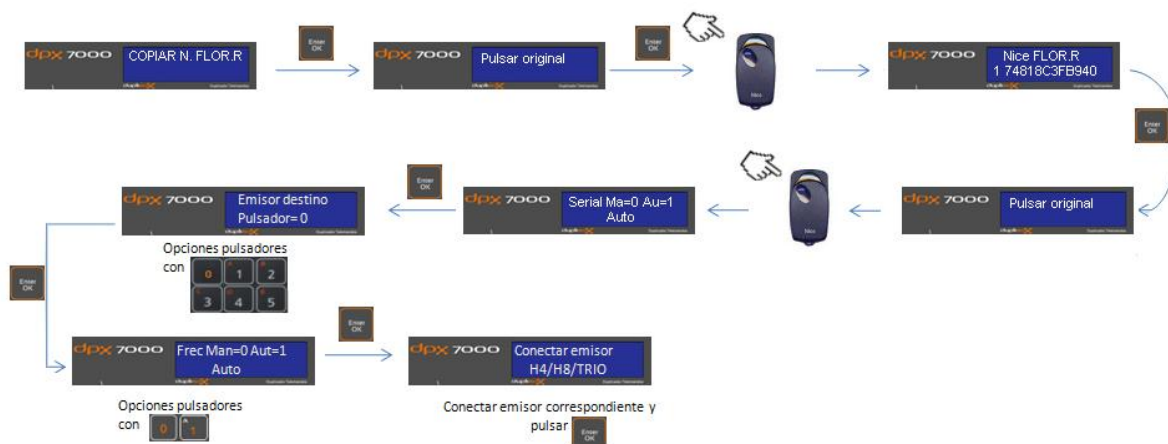 dpx 7000
COPIAR N. FLOR.R
Enter
OK
dpx 7000
Pulsar original
Enter
OK
Nice
dpx 7000
Nice FLOR.R
1 74818C3FB940
Enter
OK
dpx 7000
Pulsar original
Nice
dpx 7000
Serial Ma=0 Au=1
Auto
Enter
OK
dpx 7000
Emisor destino
Pulsador= 0
Opciones pulsadores
con
0 1 2
3 4 5
Enter
OK
dpx 7000
Frec Man=0 Aut=1
Auto
Opciones pulsadores
con 0 1
Enter
OK
dpx 7000
Conectar emisor
H4/H8/TRIO
Conectar emisor correspondiente y
pulsar Enter
OK